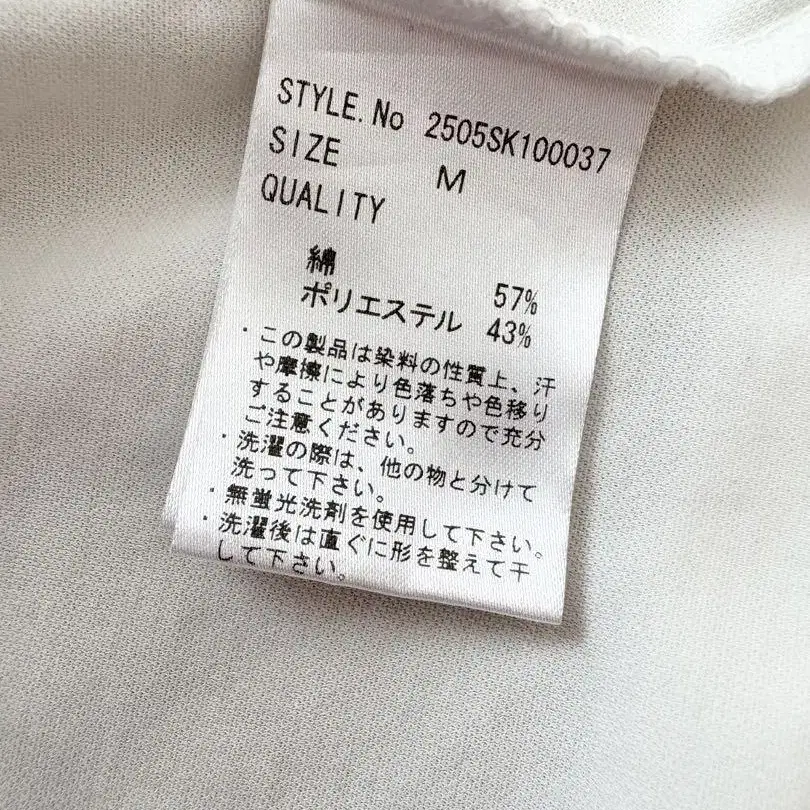 STYLE.No 2505SK100037
SIZE M
QUALITY
綿 57%
ポリエステル 43%
・この製品は染料の性質上、汗
や摩擦により色落ちや色移り
することがありますので充分
ご注意ください。
・洗濯の際は、他の物と分けて
洗って下さい。
・無蛍光洗剤を使用して下さい。
・洗濯後は直ぐに形を整えて干
して下さい。